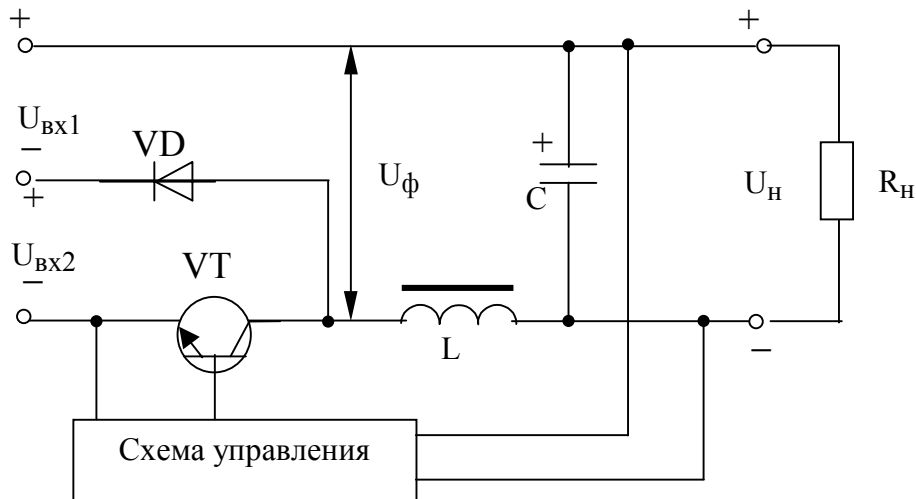 +
+
U вх1
−
+
VD
U ф
+
C
U н
R н
U вх2
−
VT
L
−
Схема управления